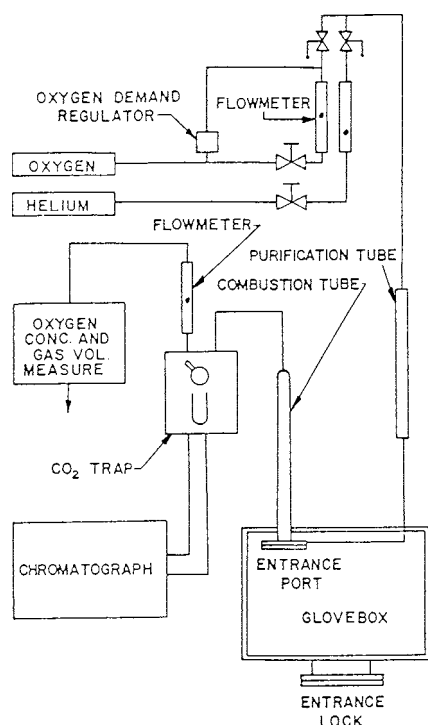 OXYGEN DEMAND
REGULATOR
FLOWMETER
OXYGEN
HELIUM
FLOWMETER
PURIFICATION TUBE
COMBUSTION TUBE
OXYGEN
CONC. AND
GAS VOL.
MEASURE
CO₂ TRAP
CHROMATOGRAPH
ENTRANCE
PORT
GLOVEBOX
ENTRANCE
LOCK